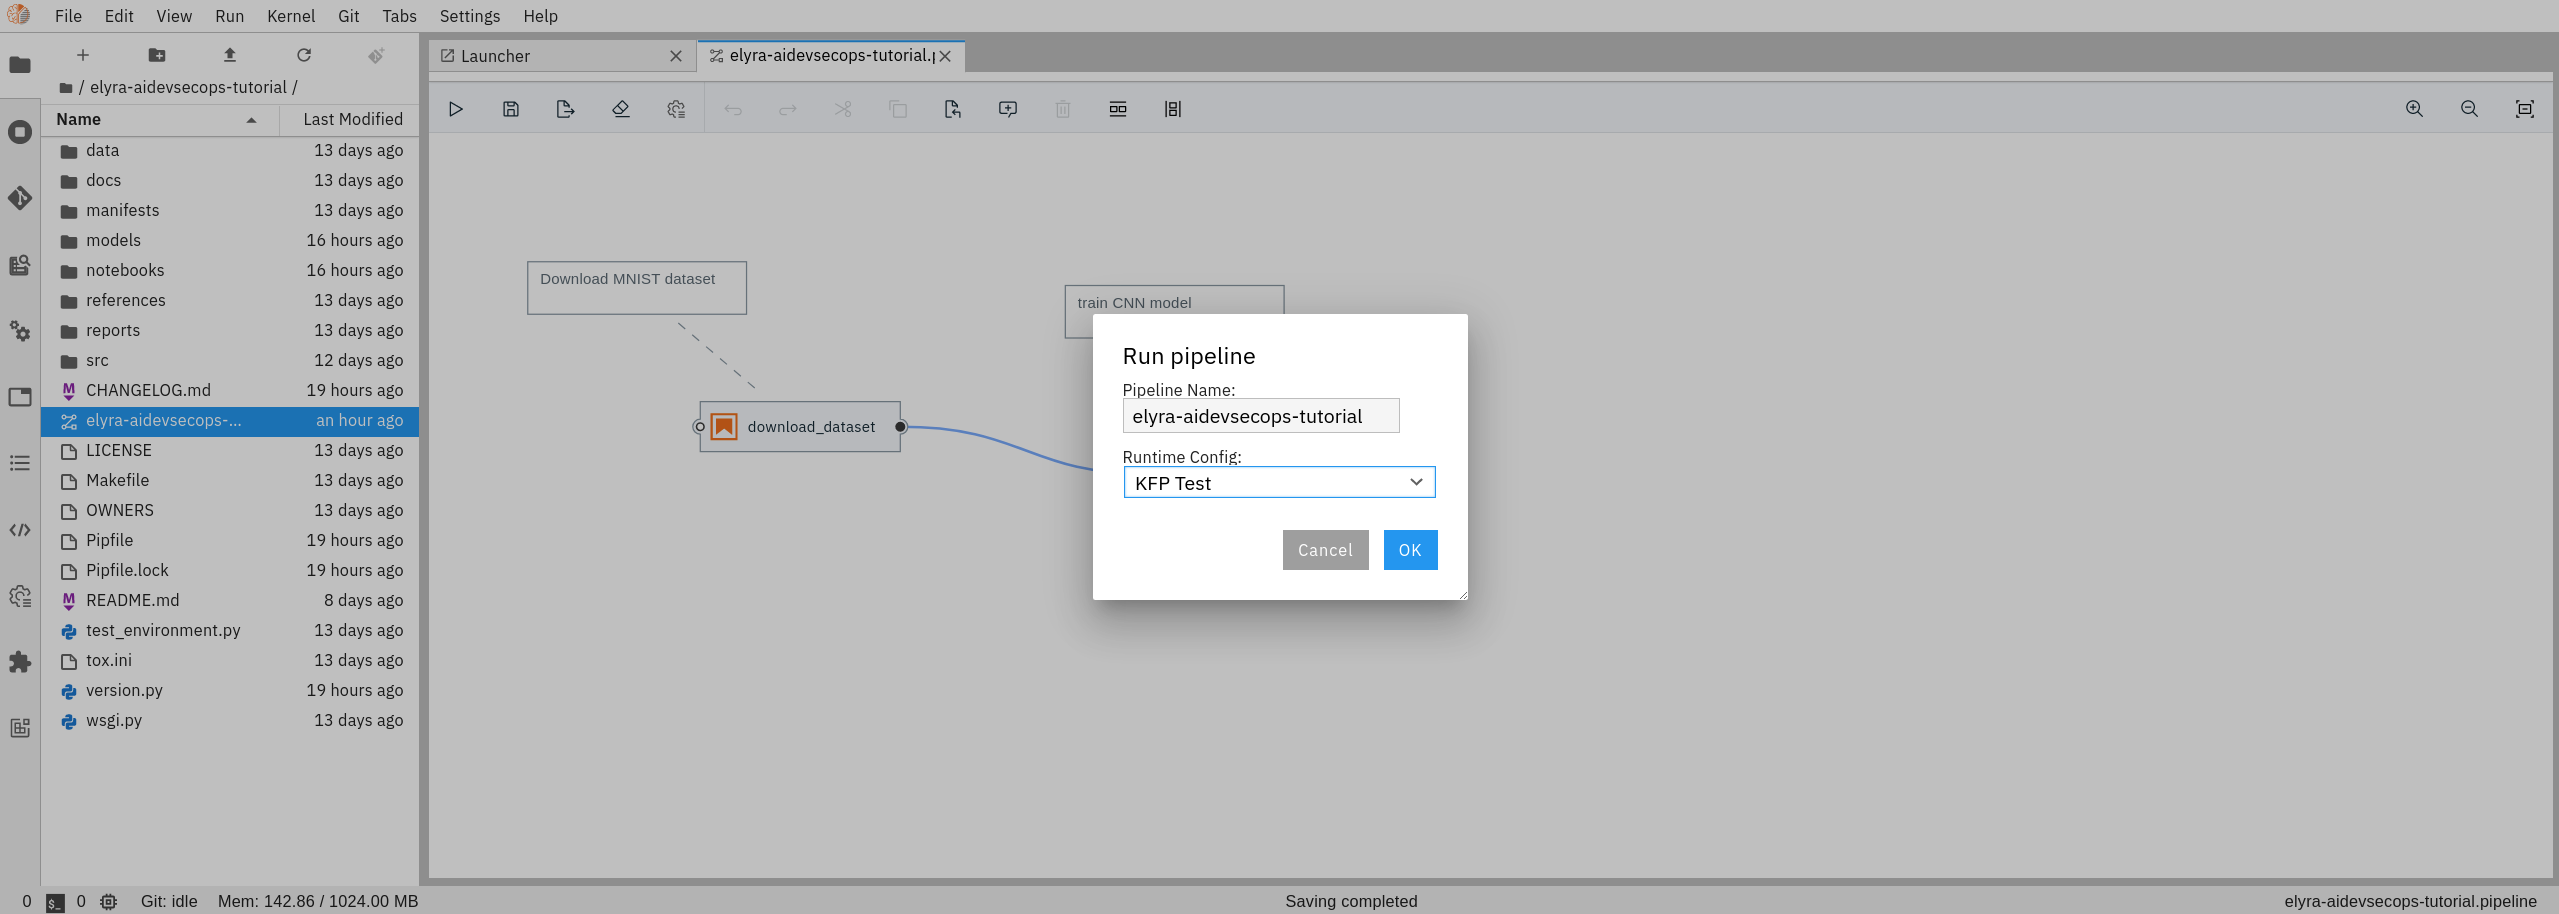 File Edit View Run Kernel Git Tabs Settings Help
/ elyra-aidevsecops-tutorial /
Name Last Modified
data 13 days ago
docs 13 days ago
manifests 13 days ago
models 16 hours ago
notebooks 16 hours ago
references 13 days ago
reports 13 days ago
src 12 days ago
CHANGELOG.md 19 hours ago
elyra-aidevsecops-... an hour ago
LICENSE 13 days ago
Makefile 13 days ago
OWNERS 13 days ago
Pipfile 19 hours ago
Pipfile.lock 19 hours ago
README.md 8 days ago
test_environment.py 13 days ago
tox.ini 13 days ago
version.py 19 hours ago
wsgi.py 13 days ago
Launcher
elyra-aidevsecops-tutorial.p
Download MNIST dataset
train CNN model
download_dataset
Run pipeline
Pipeline Name:
elyra-aidevsecops-tutorial
Runtime Config:
KFP Test
Cancel OK
0 $_ 0 Git: idle Mem: 142.86 / 1024.00 MB Saving completed elyra-aidevsecops-tutorial.pipeline